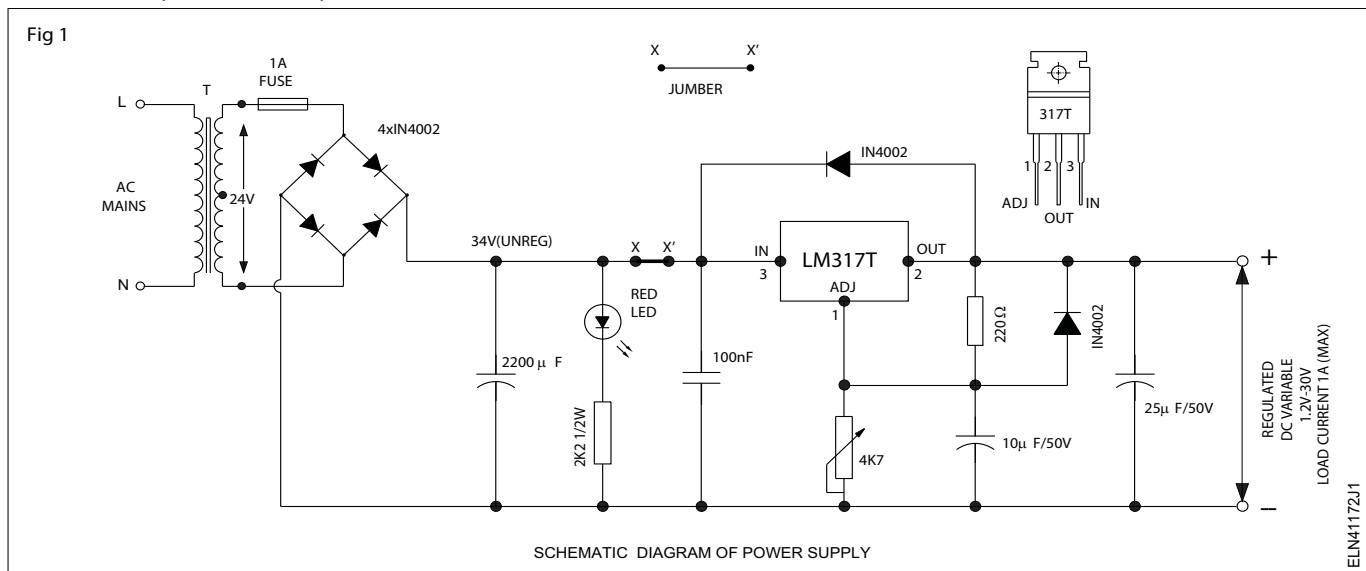 Fig 1
1A
FUSE
T
L
N
AC
MAINS
24V
4xIN4002
X X'
JUMBER
317T
1 2 3
ADJ
OUT
IN
IN4002
34V(UNREG)
X X'
RED
LED
2200 µ F
2K2 1/2W
100nF
IN
3
LM317T
ADJ
1
OUT
2
220 Ω
IN4002
4K7
10µ F/50V
25µ F/50V
+
–
REGULATED
DC VARIABLE
1.2V-30V
LOAD CURRENT 1A (MAX)
SCHEMATIC DIAGRAM OF POWER SUPPLY
ELN41172J1